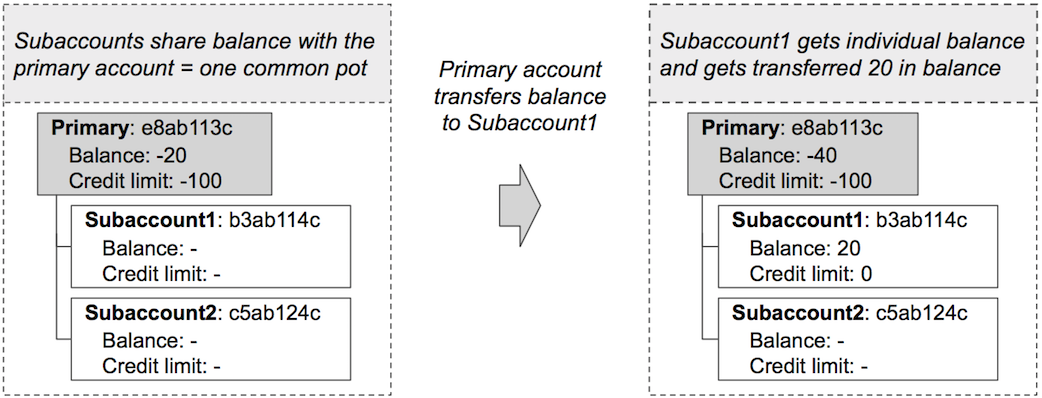 Subaccounts share balance with the
primary account = one common pot
Primary: e8ab113c
Balance: -20
Credit limit: -100
Subaccount1: b3ab114c
Balance: -
Credit limit: -
Subaccount2: c5ab124c
Balance: -
Credit limit: -
Primary account
transfers balance
to Subaccount1
Subaccount1 gets individual balance
and gets transferred 20 in balance
Primary: e8ab113c
Balance: -40
Credit limit: -100
Subaccount1: b3ab114c
Balance: 20
Credit limit: 0
Subaccount2: c5ab124c
Balance: -
Credit limit: -